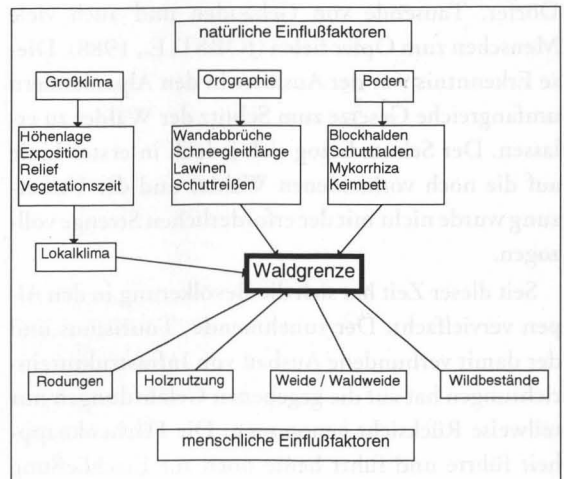 natürliche Einflußfaktoren
Großklima
Orographie
Boden
Höhenlage
Exposition
Relief
Vegetationszeit
Wandabbrüche
Schneegleithänge
Lawinen
Schuttreißen
Blockhalden
Schutthalden
Mykorrhiza
Keimbett
Lokalklima
Waldgrenze
Rodungen
Holznutzung
Weide / Waldweide
Wildbestände
menschliche Einflußfaktoren